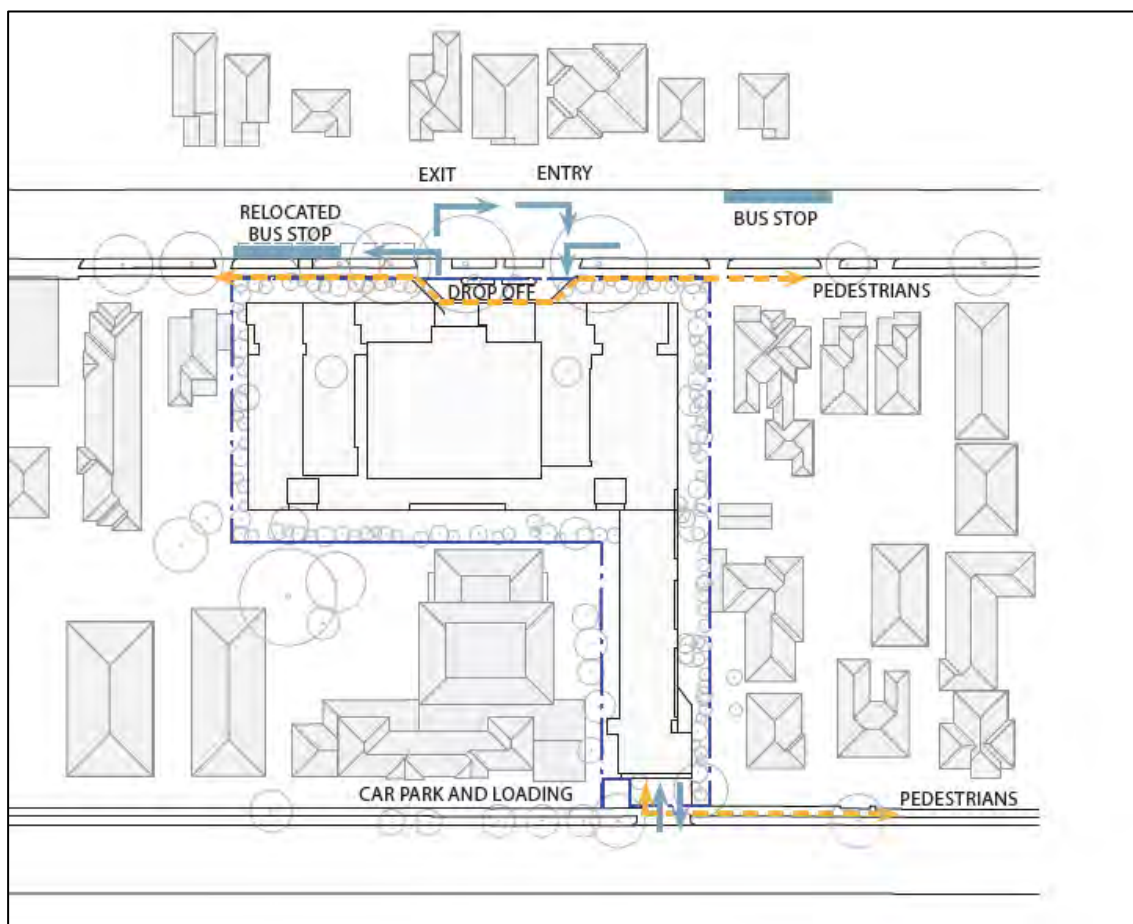 EXIT
ENTRY
RELOCATED
BUS STOP
BUS STOP
DROP OFF
PEDESTRIANS
CAR PARK AND LOADING
PEDESTRIANS